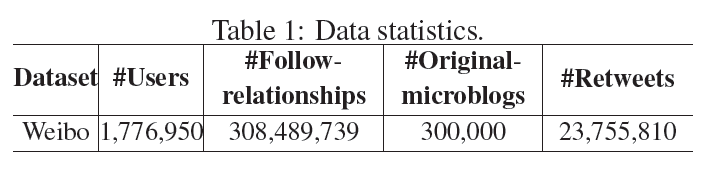 Table 1: Data statistics.
Dataset #Users #Follow-relationships #Original-microblogs #Retweets
Weibo 1,776,950 308,489,739 300,000 23,755,810